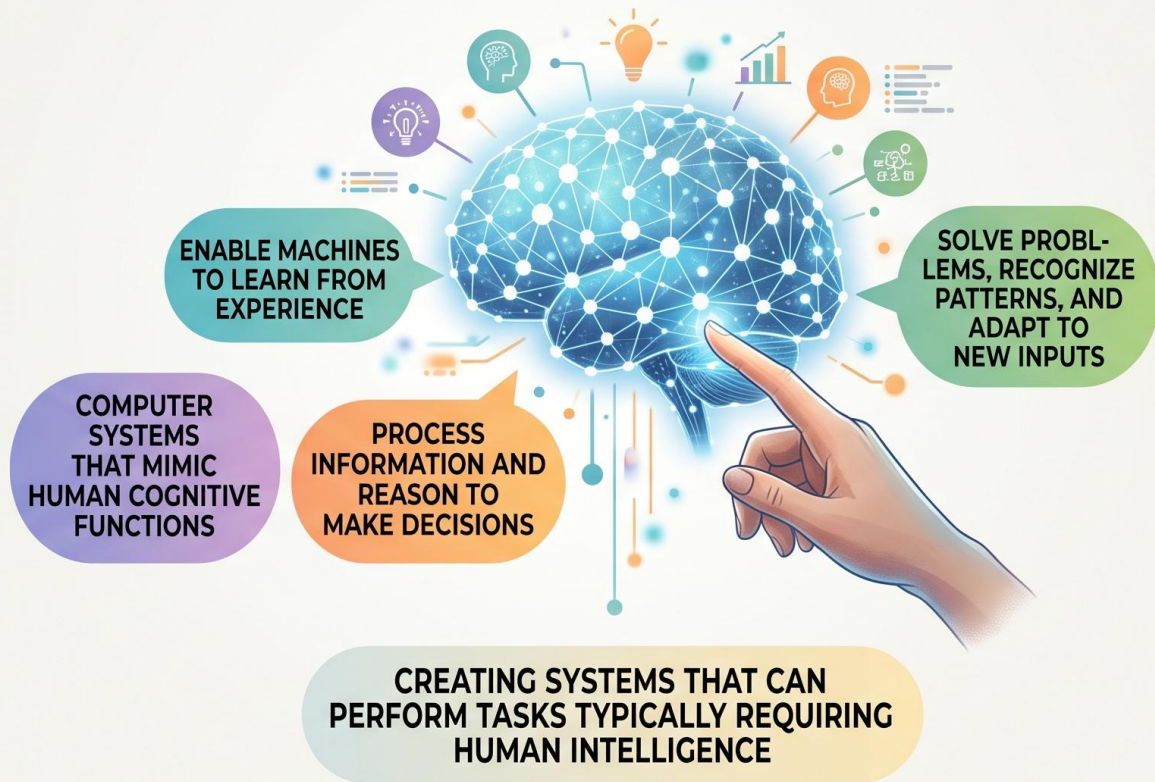 ENABLE MACHINES
TO LEARN FROM
EXPERIENCE
SOLVE PROBL-
LEMS, RECOGNIZE
PATTERNS, AND
ADAPT TO
NEW INPUTS
COMPUTER
SYSTEMS
THAT MIMIC
HUMAN COGNITIVE
FUNCTIONS
PROCESS
INFORMATION AND
REASON TO
MAKE DECISIONS
CREATING SYSTEMS THAT CAN
PERFORM TASKS TYPICALLY REQUIRING
HUMAN INTELLIGENCE